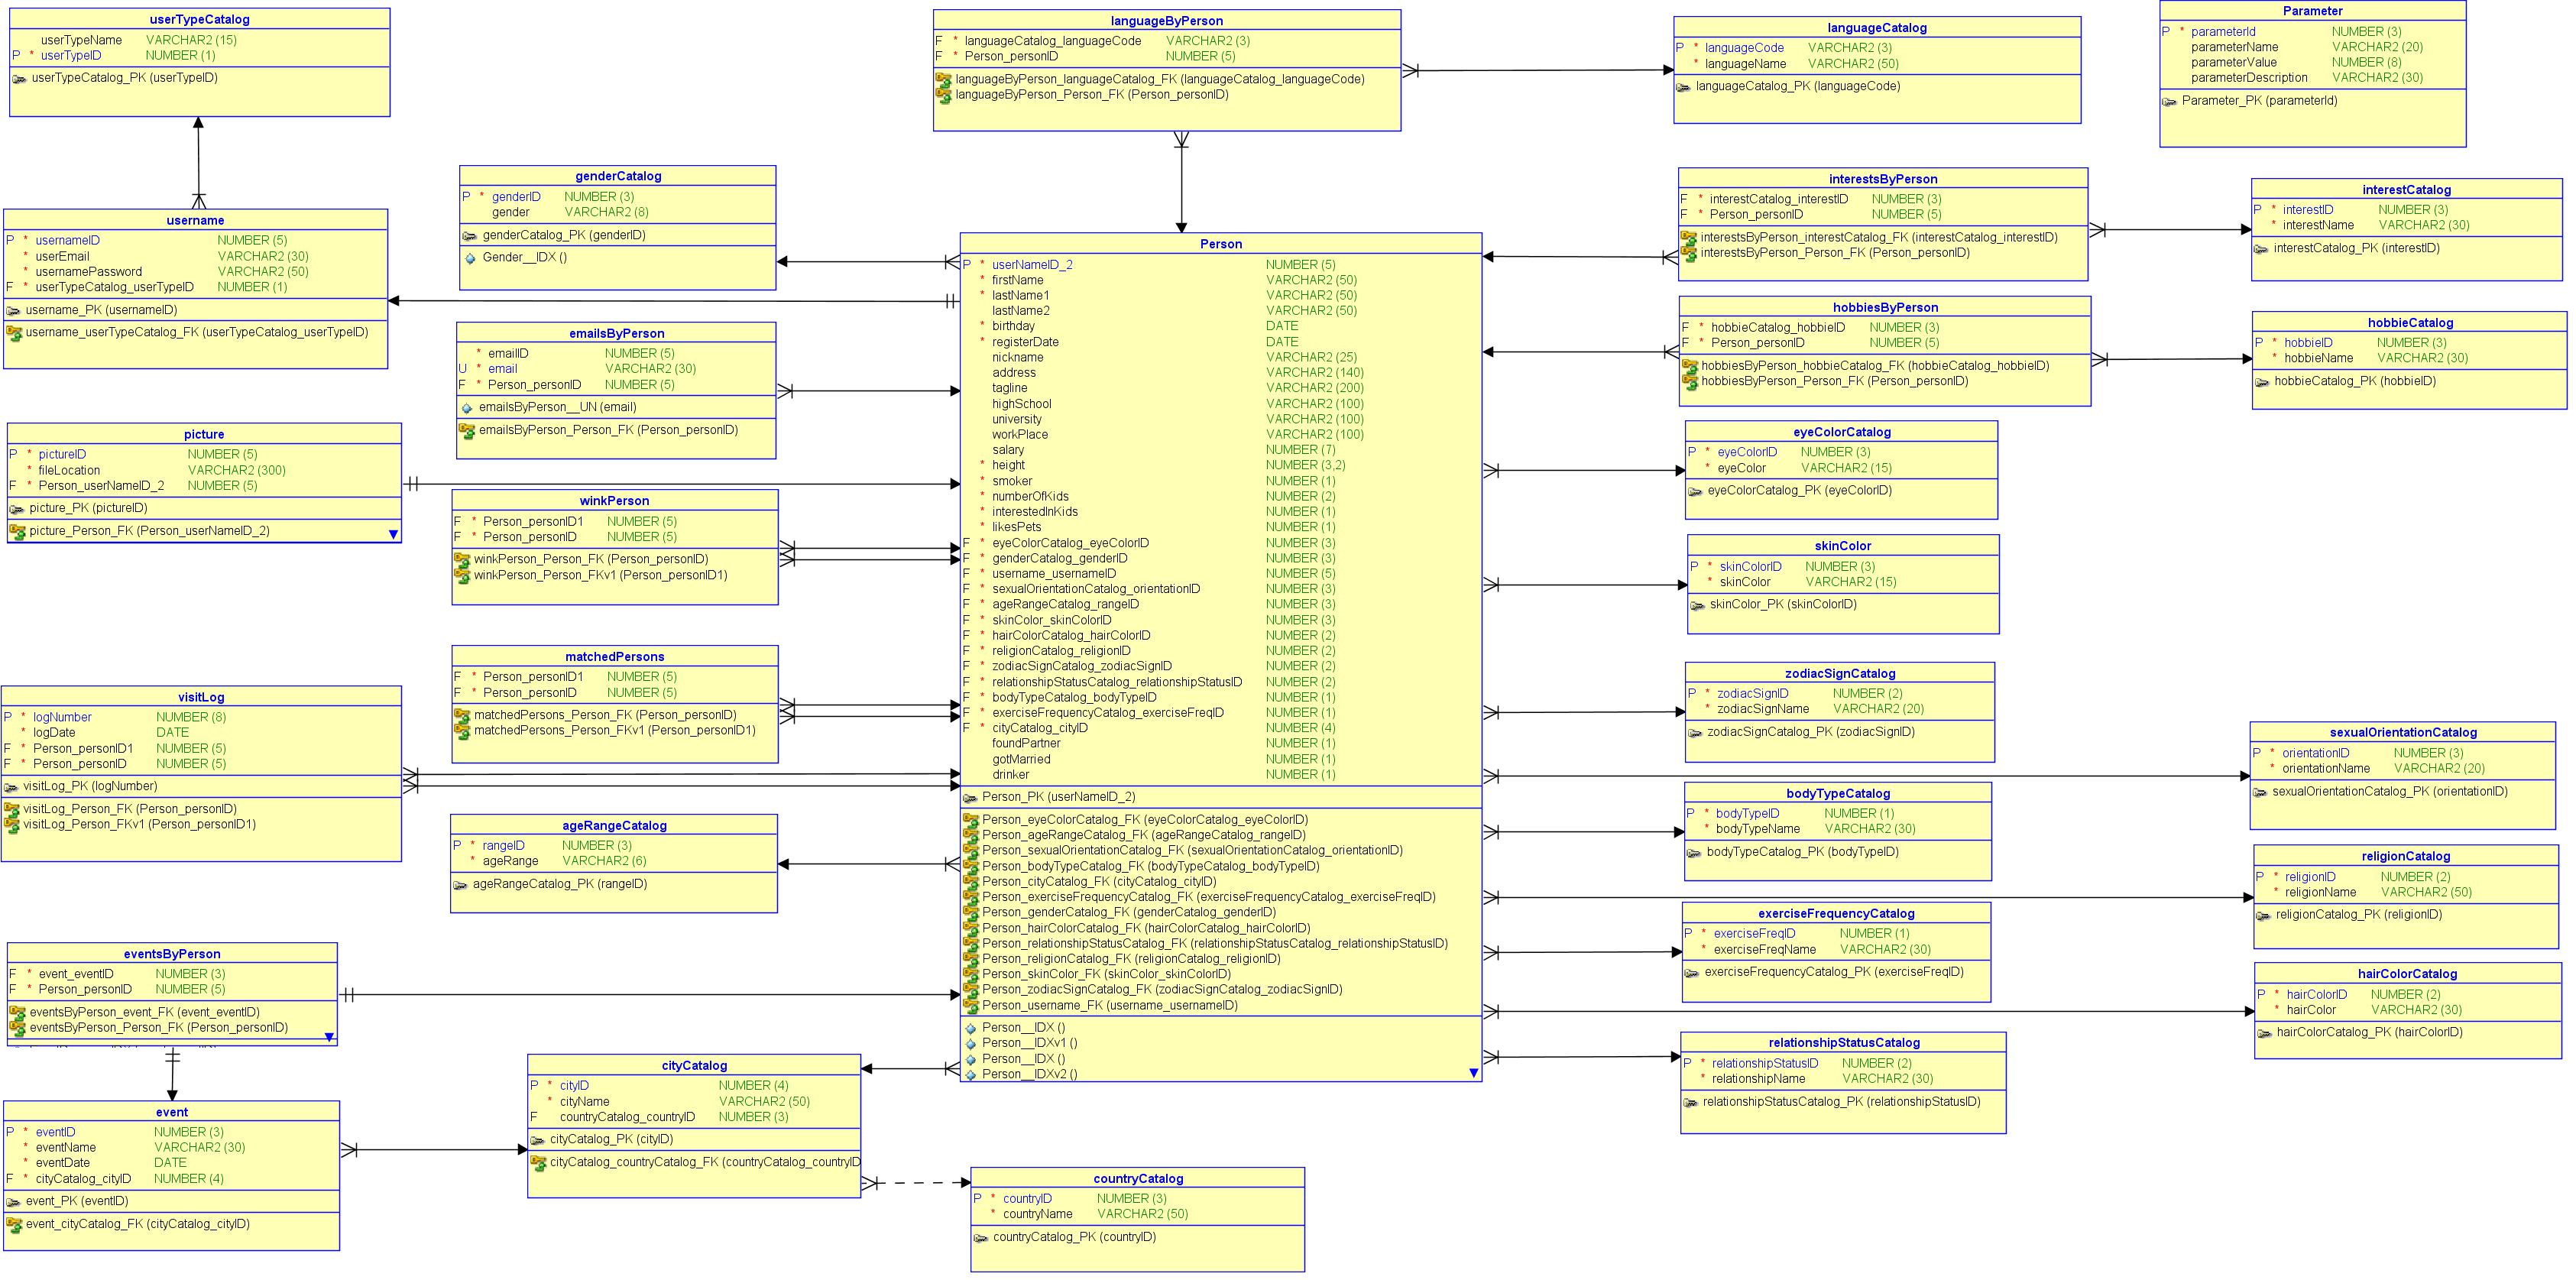 userTypeCatalog
userTypeName VARCHAR2 (15)
P * userTypeID NUMBER (1)
userTypeCatalog_PK (userTypeID)
languageByPerson
F * languageCatalog_languageCode VARCHAR2 (3)
F * Person_personID NUMBER (5)
languageByPerson_languageCatalog_FK (languageCatalog_languageCode)
languageByPerson_Person_FK (Person_personID)
languageCatalog
P * languageCode VARCHAR2 (3)
* languageName VARCHAR2 (50)
languageCatalog_PK (languageCode)
Parameter
P * parameterId NUMBER (3)
parameterName VARCHAR2 (20)
parameterValue NUMBER (8)
parameterDescription VARCHAR2 (30)
Parameter_PK (parameterId)
username
P * usernameID NUMBER (5)
* userEmail VARCHAR2 (30)
* usernamePassword VARCHAR2 (50)
F * userTypeCatalog_userTypeID NUMBER (1)
username_PK (usernameID)
username_userTypeCatalog_FK (userTypeCatalog_userTypeID)
genderCatalog
P * genderID NUMBER (3)
gender VARCHAR2 (8)
genderCatalog_PK (genderID)
Gender__IDX ()
emailsByPerson
* emailID NUMBER (5)
U * email VARCHAR2 (30)
F * Person_personID NUMBER (5)
emailsByPerson__UN (email)
emailsByPerson_Person_FK (Person_personID)
picture
P * pictureID NUMBER (5)
* fileLocation VARCHAR2 (300)
F * Person_userNameID_2 NUMBER (5)
picture_PK (pictureID)
picture_Person_FK (Person_userNameID_2)
winkPerson
F * Person_personID1 NUMBER (5)
F * Person_personID NUMBER (5)
winkPerson_Person_FK (Person_personID)
winkPerson_Person_FKv1 (Person_personID1)
matchedPersons
F * Person_personID1 NUMBER (5)
F * Person_personID NUMBER (5)
matchedPersons_Person_FK (Person_personID)
matchedPersons_Person_FKv1 (Person_personID1)
visitLog
P * logNumber NUMBER (8)
* logDate DATE
F * Person_personID1 NUMBER (5)
F * Person_personID NUMBER (5)
visitLog_PK (logNumber)
visitLog_Person_FK (Person_personID)
visitLog_Person_FKv1 (Person_personID1)
ageRangeCatalog
P * rangeID NUMBER (3)
* ageRange VARCHAR2 (6)
ageRangeCatalog_PK (rangeID)
eventsByPerson
F * event_eventID NUMBER (3)
F * Person_personID NUMBER (5)
eventsByPerson_event_FK (event_eventID)
eventsByPerson_Person_FK (Person_personID)
event
P * eventID NUMBER (3)
* eventName VARCHAR2 (30)
* eventDate DATE
F * cityCatalog_cityID NUMBER (4)
event_PK (eventID)
event_cityCatalog_FK (cityCatalog_cityID)
cityCatalog
P * cityID NUMBER (4)
* cityName VARCHAR2 (50)
F countryCatalog_countryID NUMBER (3)
cityCatalog_PK (cityID)
cityCatalog_countryCatalog_FK (countryCatalog_countryID
countryCatalog
P * countryID NUMBER (3)
* countryName VARCHAR2 (50)
countryCatalog_PK (countryID)
Person
P * userNameID_2 NUMBER (5)
* firstName VARCHAR2 (50)
* lastName1 VARCHAR2 (50)
lastName2 VARCHAR2 (50)
* birthday DATE
* registerDate DATE
nickname VARCHAR2 (25)
address VARCHAR2 (140)
tagline VARCHAR2 (200)
highSchool VARCHAR2 (100)
university VARCHAR2 (100)
workPlace VARCHAR2 (100)
salary NUMBER (7)
* height NUMBER (3,2)
* smoker NUMBER (1)
* numberOfKids NUMBER (2)
* interestedInKids NUMBER (1)
* likesPets NUMBER (1)
F * eyeColorCatalog_eyeColorID NUMBER (3)
F * genderCatalog_genderID NUMBER (3)
F * username_usernameID NUMBER (5)
F * sexualOrientationCatalog_orientationID NUMBER (3)
F * ageRangeCatalog_rangeID NUMBER (3)
F * skinColor_skinColorID NUMBER (3)
F * hairColorCatalog_hairColorID NUMBER (2)
F * religionCatalog_religionID NUMBER (2)
F * zodiacSignCatalog_zodiacSignID NUMBER (2)
F * relationshipStatusCatalog_relationshipStatusID NUMBER (2)
F * bodyTypeCatalog_bodyTypeID NUMBER (1)
F * exerciseFrequencyCatalog_exerciseFreqID NUMBER (1)
F * cityCatalog_cityID NUMBER (4)
foundPartner NUMBER (1)
gotMarried NUMBER (1)
drinker NUMBER (1)
Person_PK (userNameID_2)
Person_eyeColorCatalog_FK (eyeColorCatalog_eyeColorID)
Person_ageRangeCatalog_FK (ageRangeCatalog_rangeID)
Person_sexualOrientationCatalog_FK (sexualOrientationCatalog_orientationID)
Person_bodyTypeCatalog_FK (bodyTypeCatalog_bodyTypeID)
Person_cityCatalog_FK (cityCatalog_cityID)
Person_exerciseFrequencyCatalog_FK (exerciseFrequencyCatalog_exerciseFreqID)
Person_genderCatalog_FK (genderCatalog_genderID)
Person_hairColorCatalog_FK (hairColorCatalog_hairColorID)
Person_relationshipStatusCatalog_FK (relationshipStatusCatalog_relationshipStatusID)
Person_religionCatalog_FK (religionCatalog_religionID)
Person_skinColor_FK (skinColor_skinColorID)
Person_zodiacSignCatalog_FK (zodiacSignCatalog_zodiacSignID)
Person_username_FK (username_usernameID)
Person__IDX ()
Person__IDXv1 ()
Person__IDX ()
Person__IDXv2 ()
interestsByPerson
F * interestCatalog_interestID NUMBER (3)
F * Person_personID NUMBER (5)
interestsByPerson_interestCatalog_FK (interestCatalog_interestID)
interestsByPerson_Person_FK (Person_personID)
interestCatalog
P * interestID NUMBER (3)
* interestName VARCHAR2 (30)
interestCatalog_PK (interestID)
hobbiesByPerson
F * hobbieCatalog_hobbieID NUMBER (3)
F * Person_personID NUMBER (5)
hobbiesByPerson_hobbieCatalog_FK (hobbieCatalog_hobbieID)
hobbiesByPerson_Person_FK (Person_personID)
hobbieCatalog
P * hobbieID NUMBER (3)
* hobbieName VARCHAR2 (30)
hobbieCatalog_PK (hobbieID)
eyeColorCatalog
P * eyeColorID NUMBER (3)
* eyeColor VARCHAR2 (15)
eyeColorCatalog_PK (eyeColorID)
skinColor
P * skinColorID NUMBER (3)
* skinColor VARCHAR2 (15)
skinColor_PK (skinColorID)
zodiacSignCatalog
P * zodiacSignID NUMBER (2)
* zodiacSignName VARCHAR2 (20)
zodiacSignCatalog_PK (zodiacSignID)
sexualOrientationCatalog
P * orientationID NUMBER (3)
* orientationName VARCHAR2 (20)
sexualOrientationCatalog_PK (orientationID)
bodyTypeCatalog
P * bodyTypeID NUMBER (1)
* bodyTypeName VARCHAR2 (30)
bodyTypeCatalog_PK (bodyTypeID)
religionCatalog
P * religionID NUMBER (2)
* religionName VARCHAR2 (50)
religionCatalog_PK (religionID)
exerciseFrequencyCatalog
P * exerciseFreqID NUMBER (1)
* exerciseFreqName VARCHAR2 (30)
exerciseFrequencyCatalog_PK (exerciseFreqID)
hairColorCatalog
P * hairColorID NUMBER (2)
* hairColor VARCHAR2 (30)
hairColorCatalog_PK (hairColorID)
relationshipStatusCatalog
P * relationshipStatusID NUMBER (2)
* relationshipName VARCHAR2 (30)
relationshipStatusCatalog_PK (relationshipStatusID)